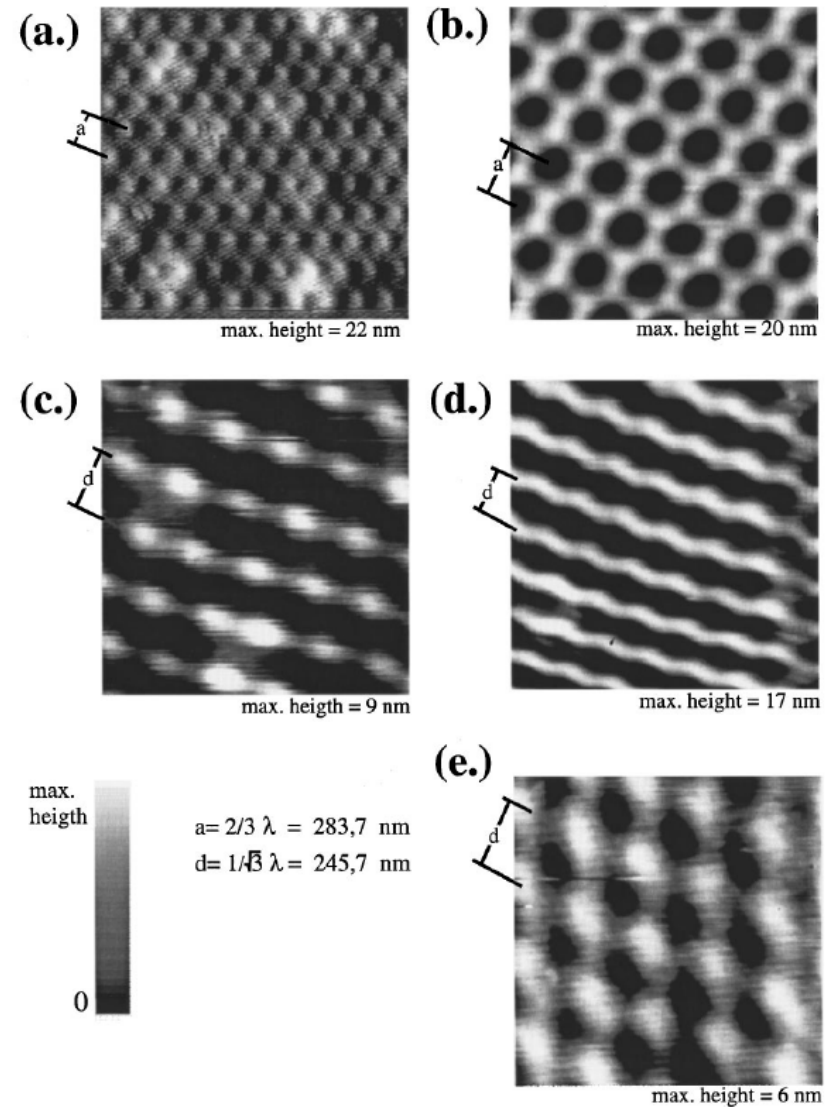 (a.)
a
max. height = 22 nm
(b.)
a
max. height = 20 nm
(c.)
d
max. heigth = 9 nm
(d.)
d
max. height = 17 nm
max.
heigth
0
a= 2/3 λ = 283,7 nm
d= 1/√3 λ = 245,7 nm
(e.)
d
max. height = 6 nm